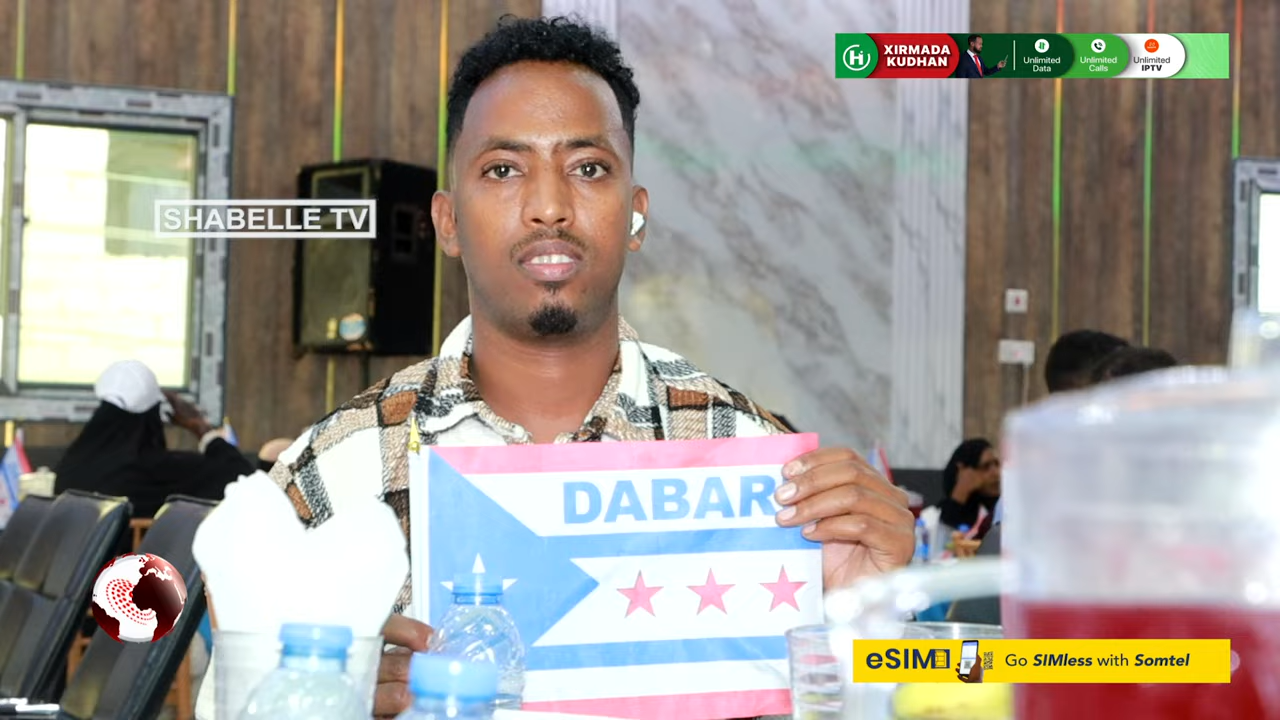 XIRMADA
KUDHAN
Unlimited
Data
Unlimited
Calls
Unlimited
IPTV
SHABELLE TV
DABAR
eSIM
Go SIMless with Somtel